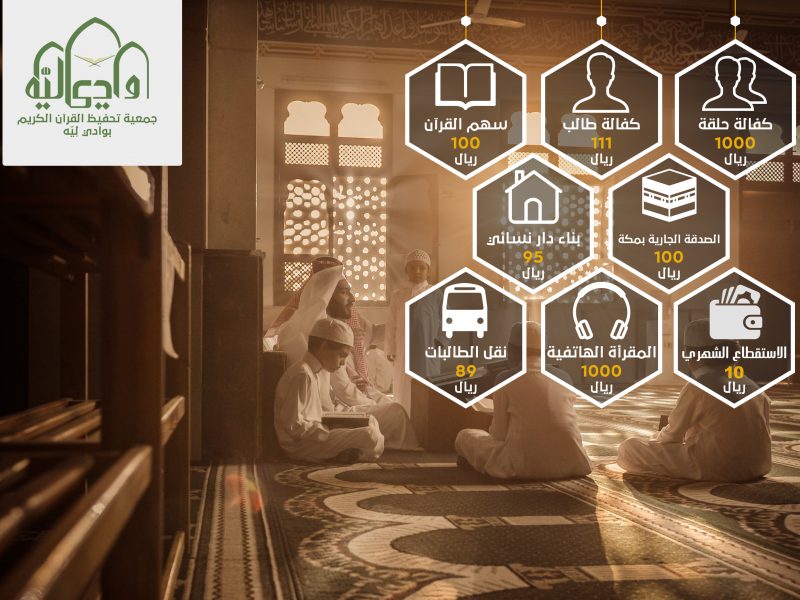 وادي ليّه
جمعية تحفيظ القرآن الكريم
بوادي ليّه
كفالة حلقة
1000
ريال
كفالة طالب
111
ريال
سهم القرآن
100
ريال
الصدقة الجارية بمكة
100
ريال
بناء دار نسائي
95
ريال
الاستقطاع الشهري
10
ريال
المقرأة الهاتفية
1000
ريال
نقل الطالبات
89
ريال